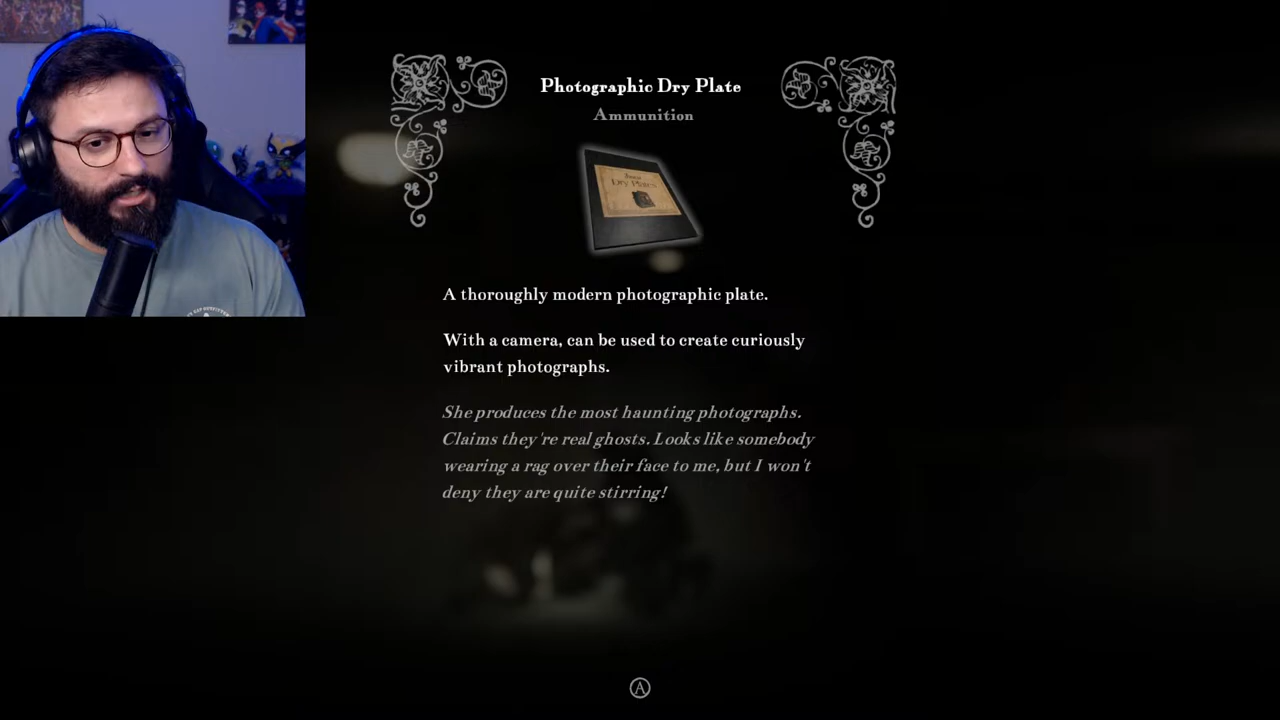 Photographic Dry Plate
Ammunition
Dry Plates
A thoroughly modern photographic plate.
With a camera, can be used to create curiously
vibrant photographs.
She produces the most haunting photographs.
Claims they're real ghosts. Looks like somebody
wearing a rag over their face to me, but I won't
deny they are quite stirring!
A